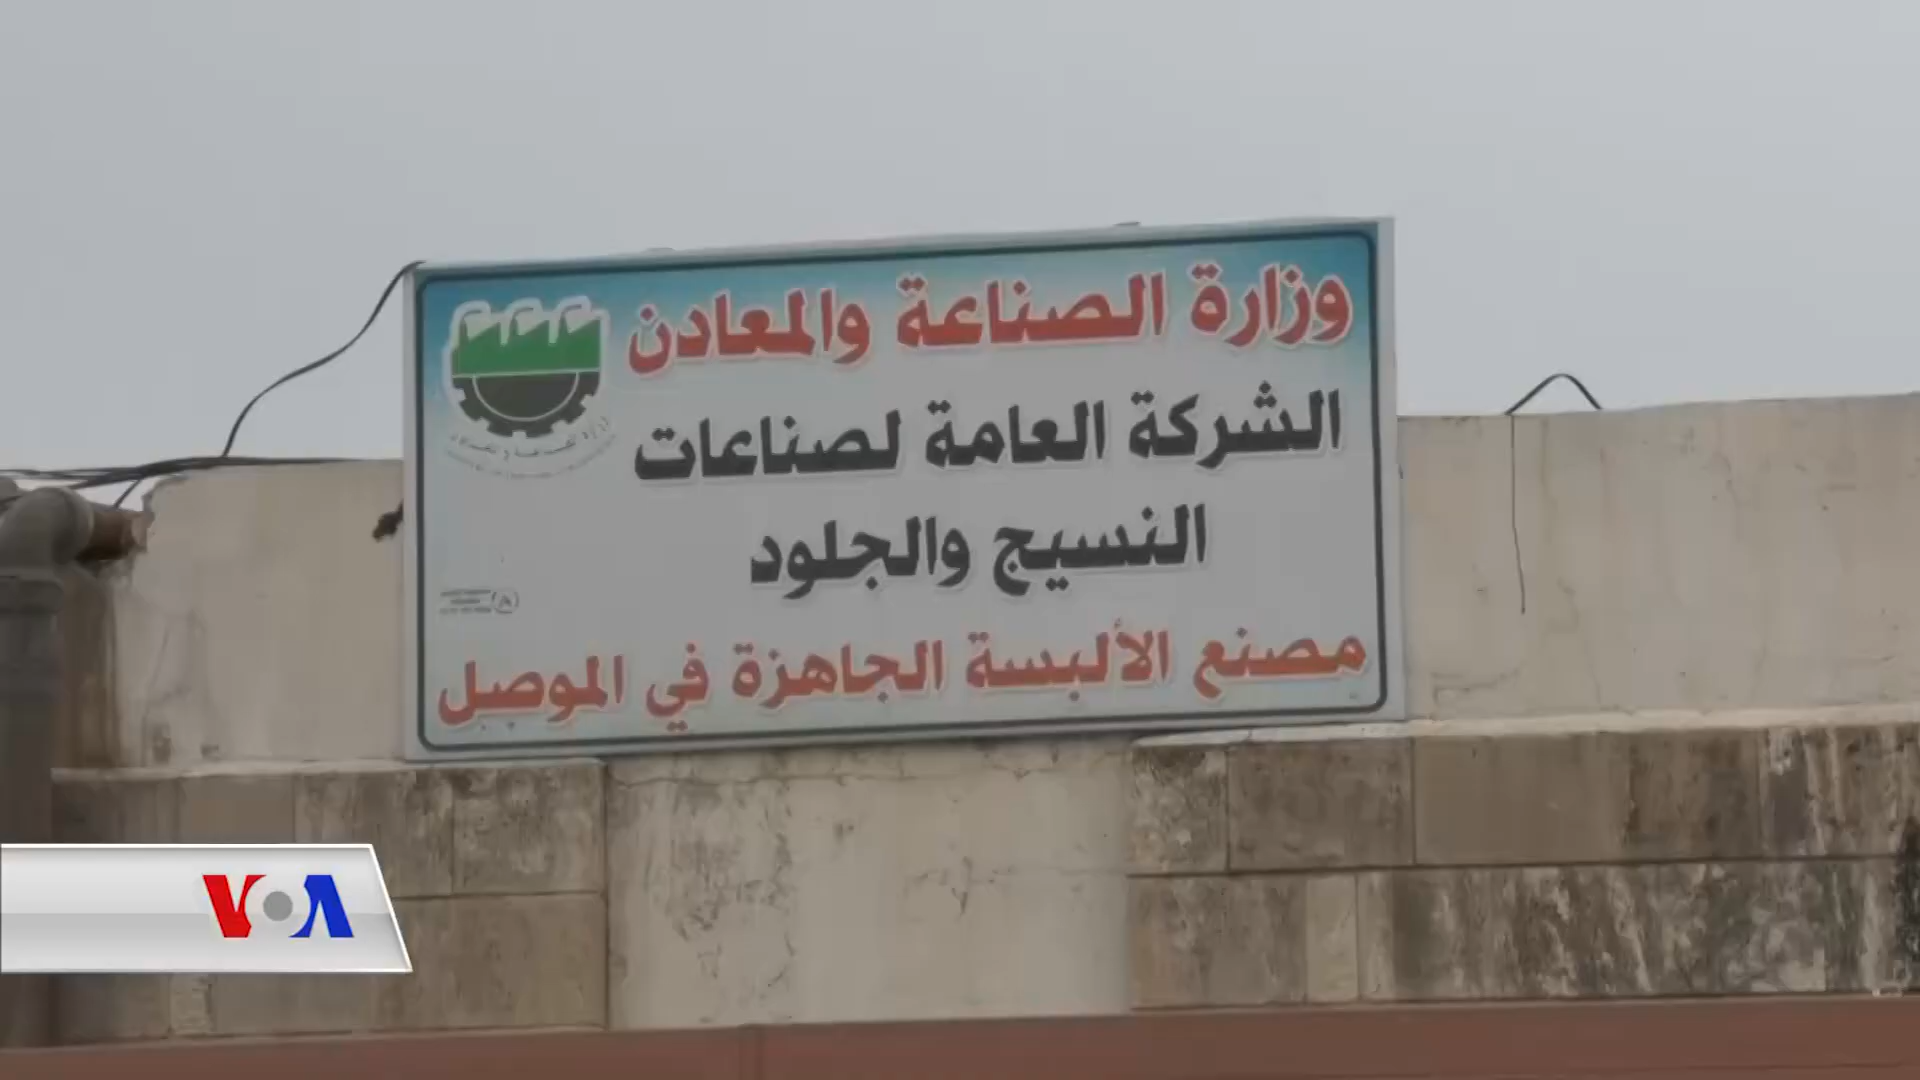 وزارة الصناعة والمعادن
الشركة العامة لصناعات
النسيج والجلود
مصنع الألبسة الجاهزة في الموصل
VOA